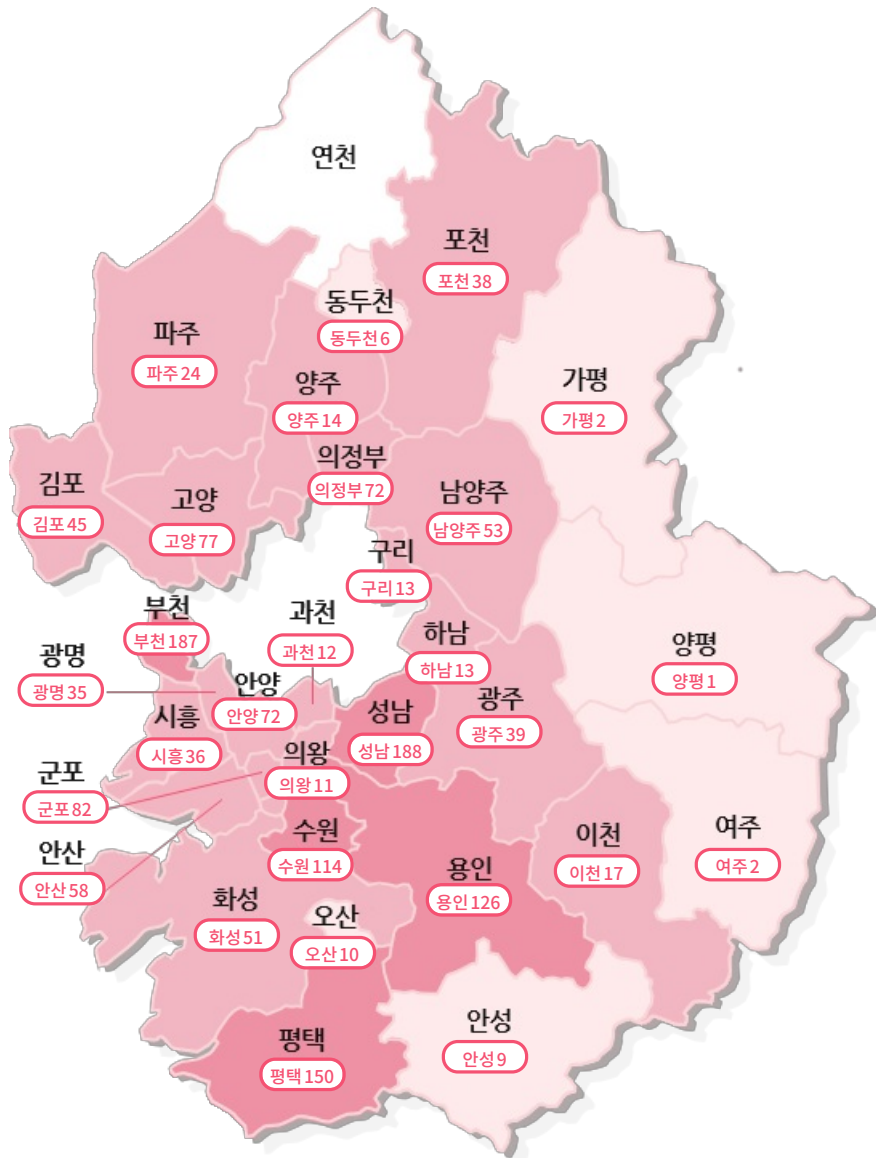 연천
포천
포천38
동두천
동두천6
파주
파주24
양주
양주14
가평
가평2
의정부
의정부72
김포
김포45
고양
고양77
남양주
남양주53
구리
구리13
부천
부천187
과천
과천12
하남
하남13
양평
양평1
광명
광명35
안양
안양72
시흥
시흥36
성남
성남188
광주
광주39
의왕
의왕11
군포
군포82
수원
수원114
이천
이천17
여주
여주2
안산
안산58
용인
용인126
화성
화성51
오산
오산10
안성
안성9
평택
평택150